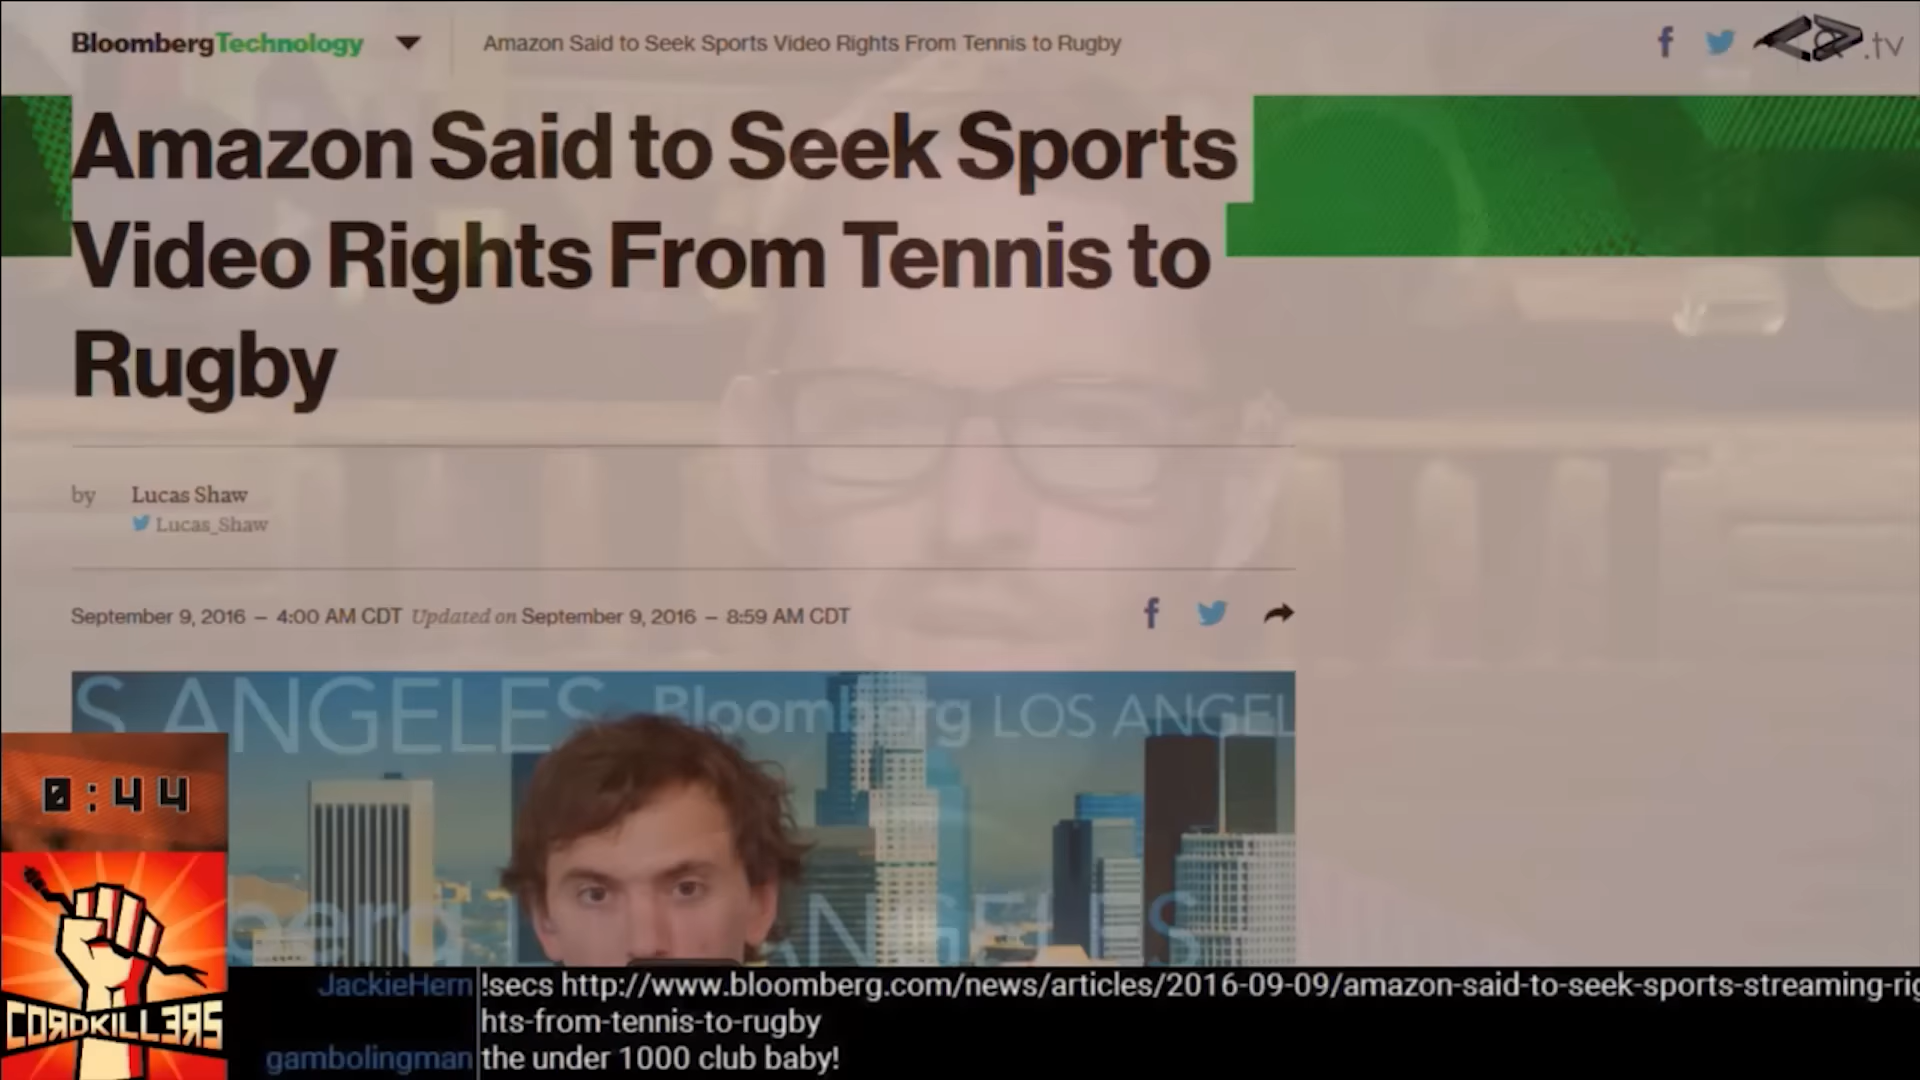 BloombergTechnology
Amazon Said to Seek Sports Video Rights From Tennis to Rugby
.tv
Amazon Said to Seek Sports
Video Rights From Tennis to
Rugby
by Lucas Shaw
Lucas_Shaw
September 9, 2016 — 4:00 AM CDT Updated on September 9, 2016 — 8:59 AM CDT
S ANGELES Bloomberg LOS ANGEL
berg L ANGELES
0:44
CORDKILL3RS
JackieHern !secs http://www.bloomberg.com/news/articles/2016-09-09/amazon-said-to-seek-sports-streaming-rig
hts-from-tennis-to-rugby
gambolingman the under 1000 club baby!